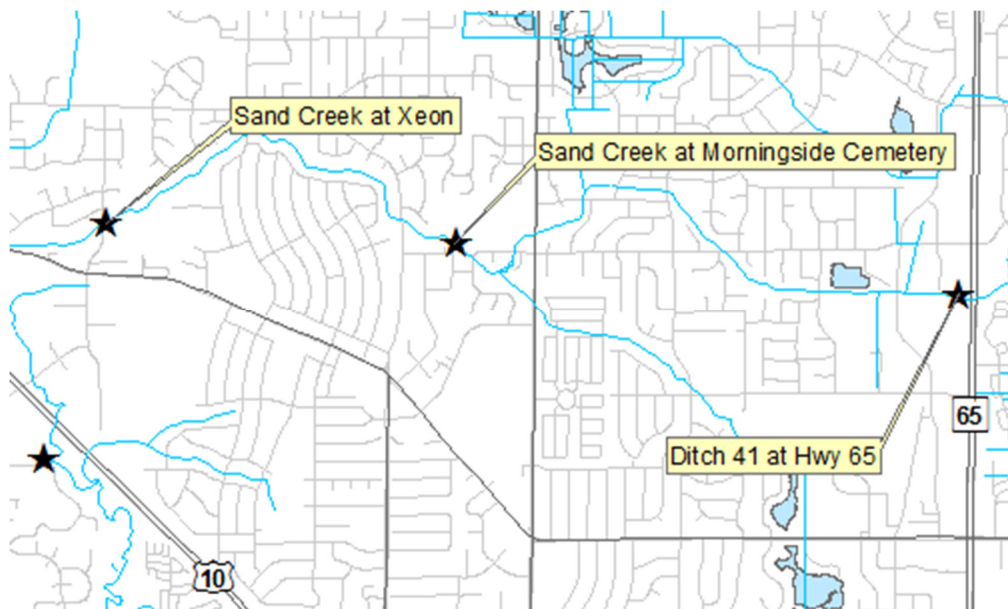 Sand Creek at Xeon
Sand Creek at Morningside Cemetery
65
Ditch 41 at Hwy 65
10